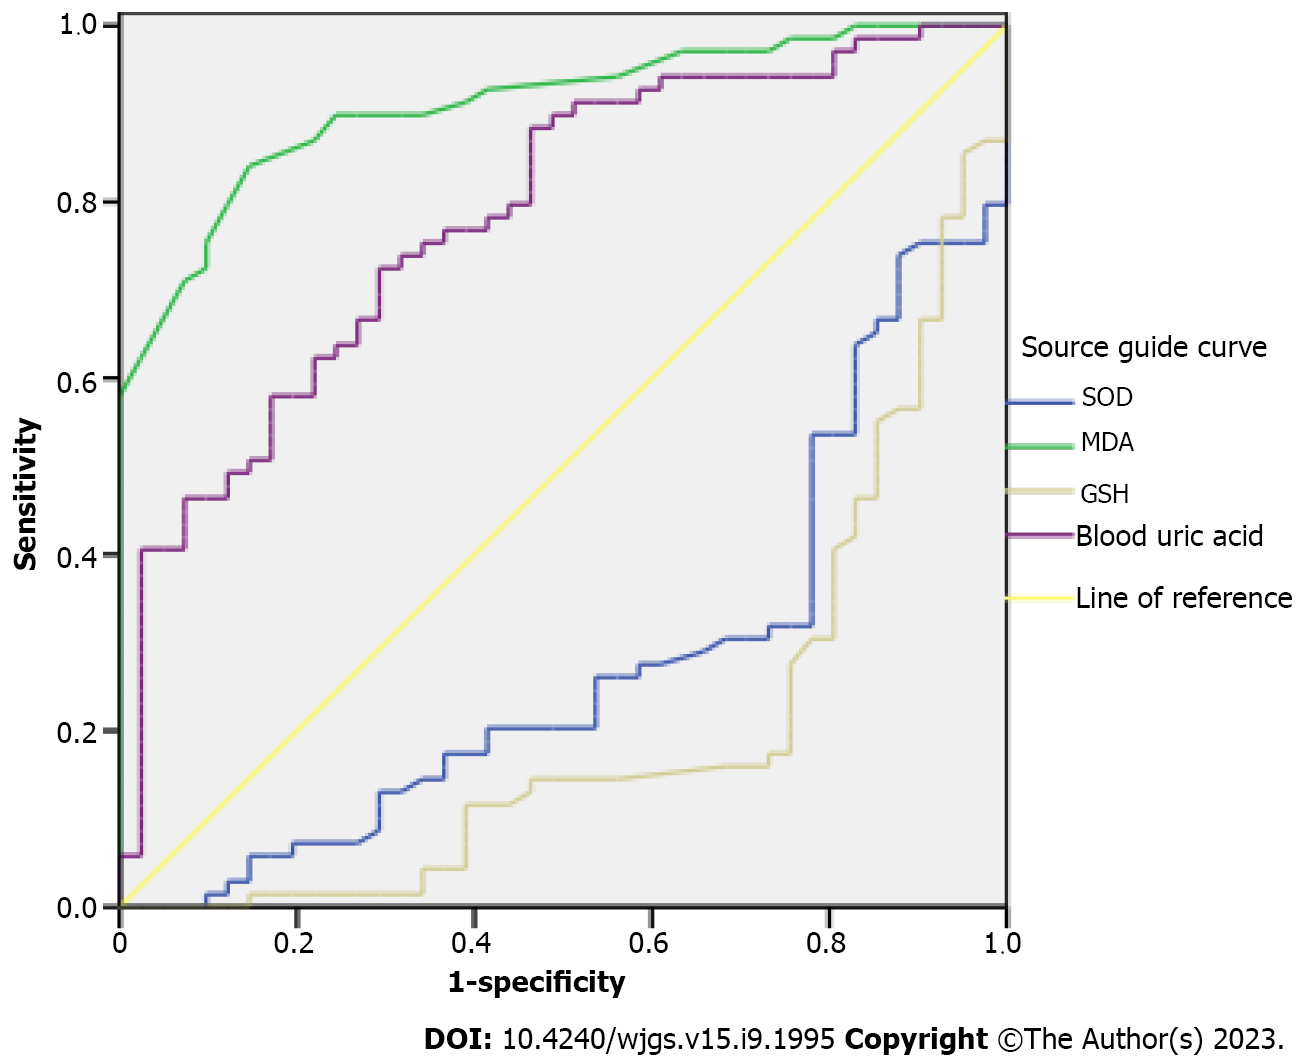 1.0
0.8
0.6
0.4
0.2
0.0
Sensitivity
0
0.2
0.4
0.6
0.8
1.0
1-specificity
Source guide curve
SOD
MDA
GSH
Blood uric acid
Line of reference
DOI: 10.4240/wjgs.v15.i9.1995 Copyright ©The Author(s) 2023.